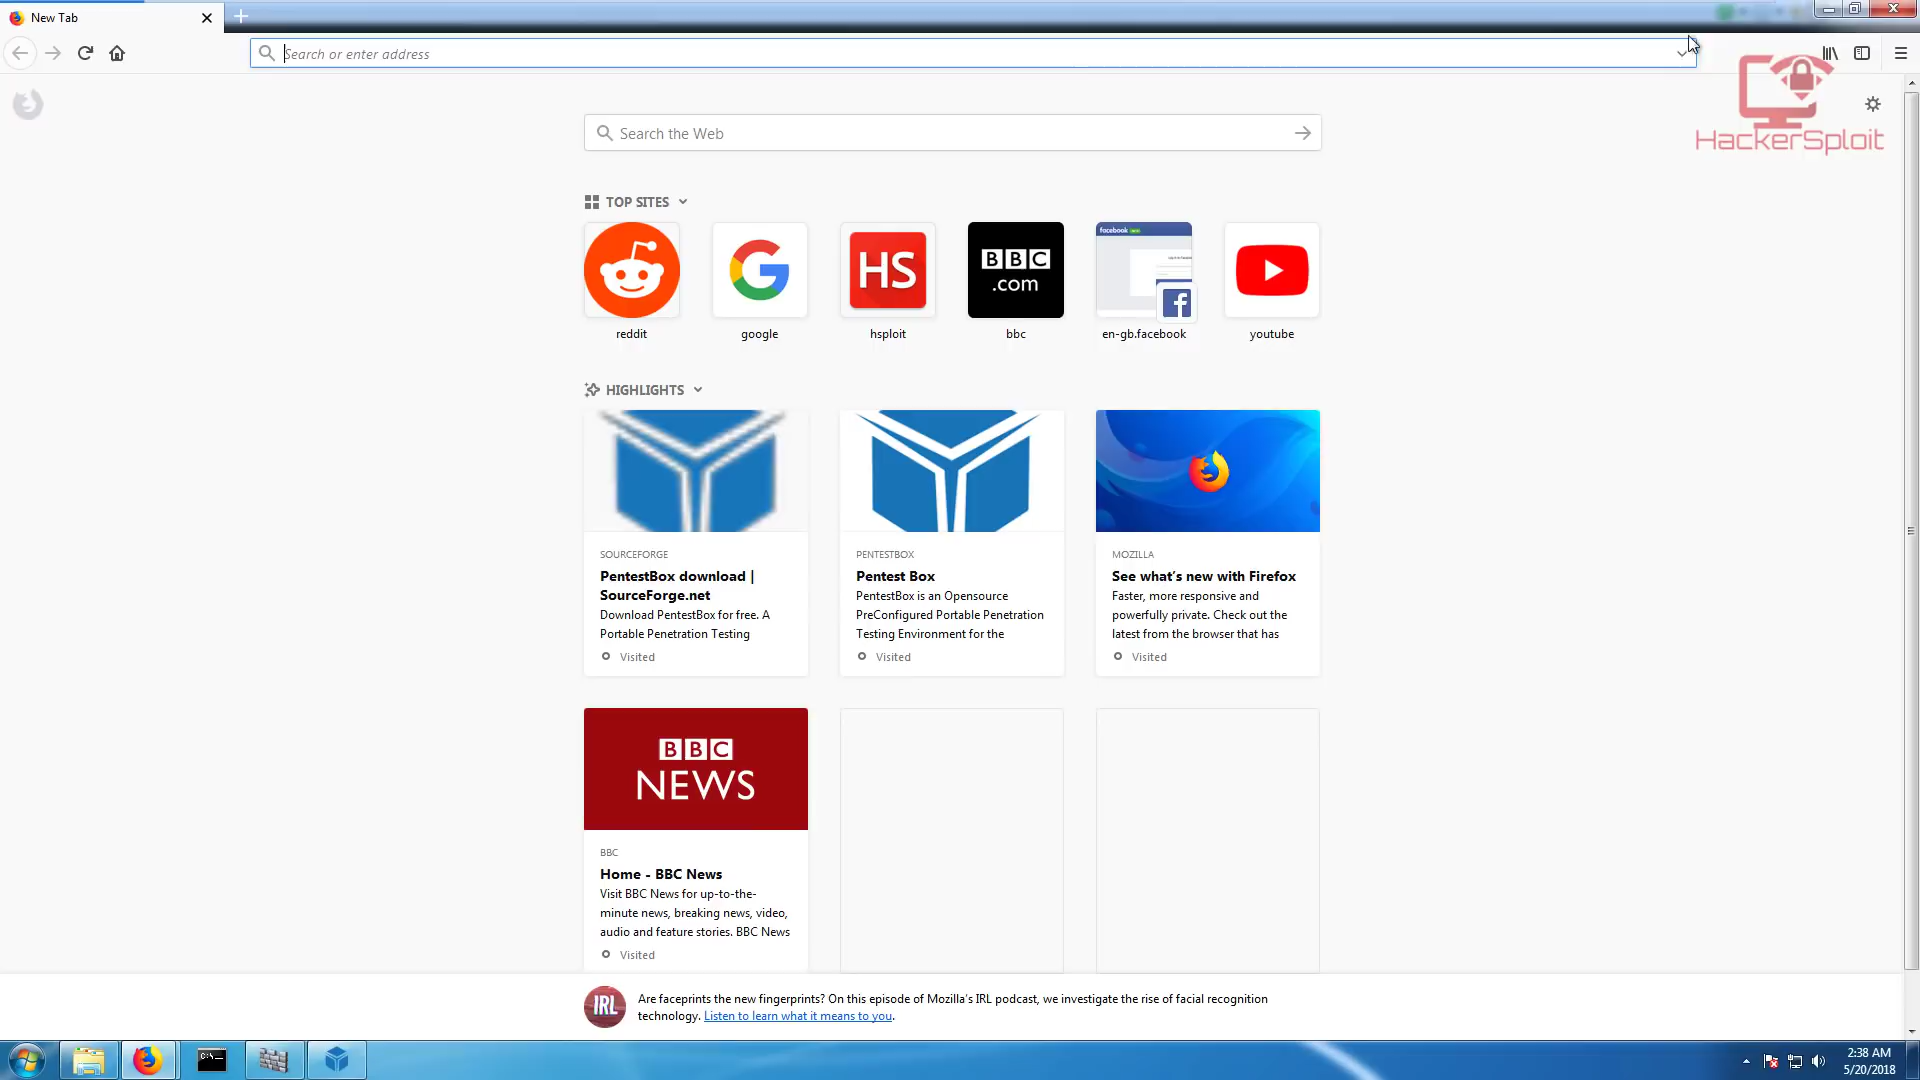 New Tab
Search or enter address
HackerSploit
Search the Web
TOP SITES
HS
BBC
.com
facebook
reddit
google
hsploit
bbc
en-gb.facebook
youtube
HIGHLIGHTS
SOURCEFORGE
PentestBox download |
SourceForge.net
Download PentestBox for free. A
Portable Penetration Testing
Visited
PENTESTBOX
Pentest Box
PentestBox is an Opensource
PreConfigured Portable Penetration
Testing Environment for the
Visited
MOZILLA
See what's new with Firefox
Faster, more responsive and
powerfully private. Check out the
latest from the browser that has
Visited
BBC
NEWS
BBC
Home - BBC News
Visit BBC News for up-to-the-
minute news, breaking news, video,
audio and feature stories. BBC News
Visited
IRL
Are faceprints the new fingerprints? On this episode of Mozilla's IRL podcast, we investigate the rise of facial recognition
technology. Listen to learn what it means to you.
C:\_
2:38 AM
5/20/2018